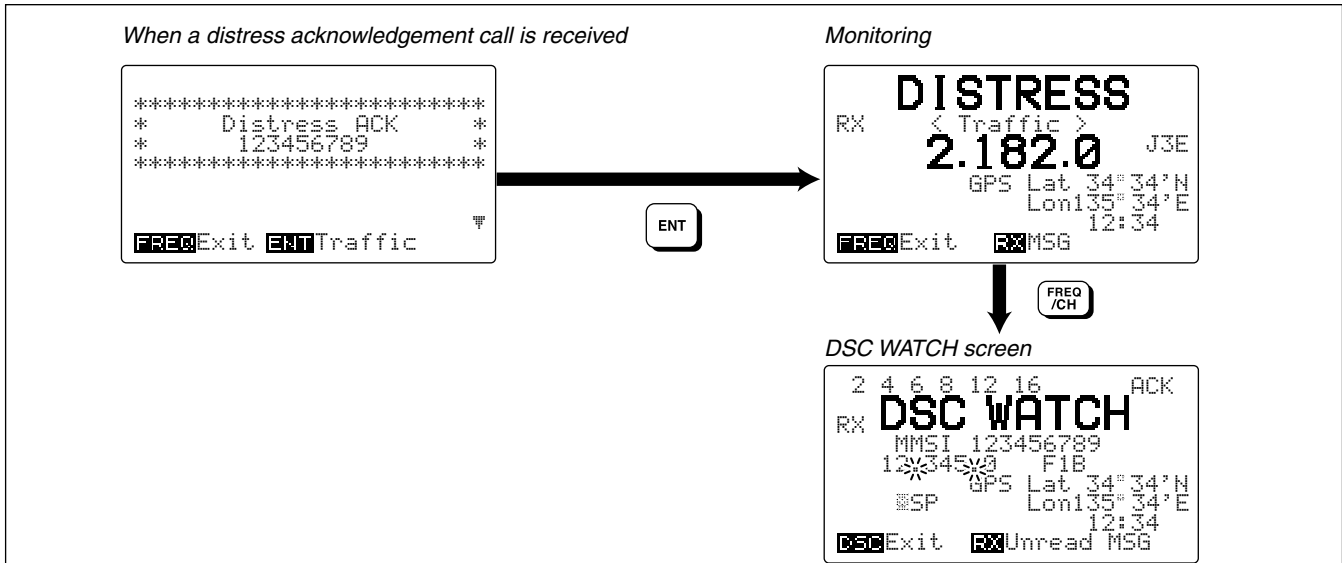 When a distress acknowledgement call is received
************************
* Distress ACK *
* 123456789 *
************************
FREQ Exit ENT Traffic
ENT
Monitoring
DISTRESS
RX < Traffic >
2.182.0 J3E
GPS Lat 34°34'N
Lon135°34'E
12:34
FREQ Exit RX MSG
FREQ
/CH
DSC WATCH screen
2 4 6 8 12 16 ACK
RX DSC WATCH
MMSI 123456789
12.345.0 F1B
GPS Lat 34°34'N
SP Lon135°34'E
12:34
DSC Exit RX Unread MSG